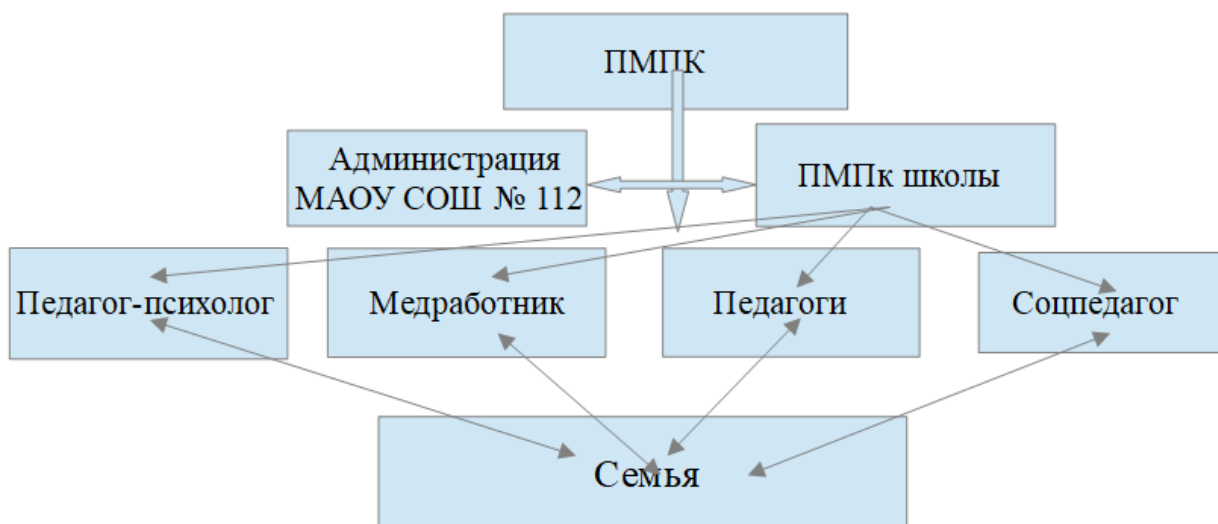 ПМПК
Администрация
МАОУ СОШ № 112
ПМПк школы
Педагог-психолог
Медработник
Педагоги
Соцпедагог
Семья